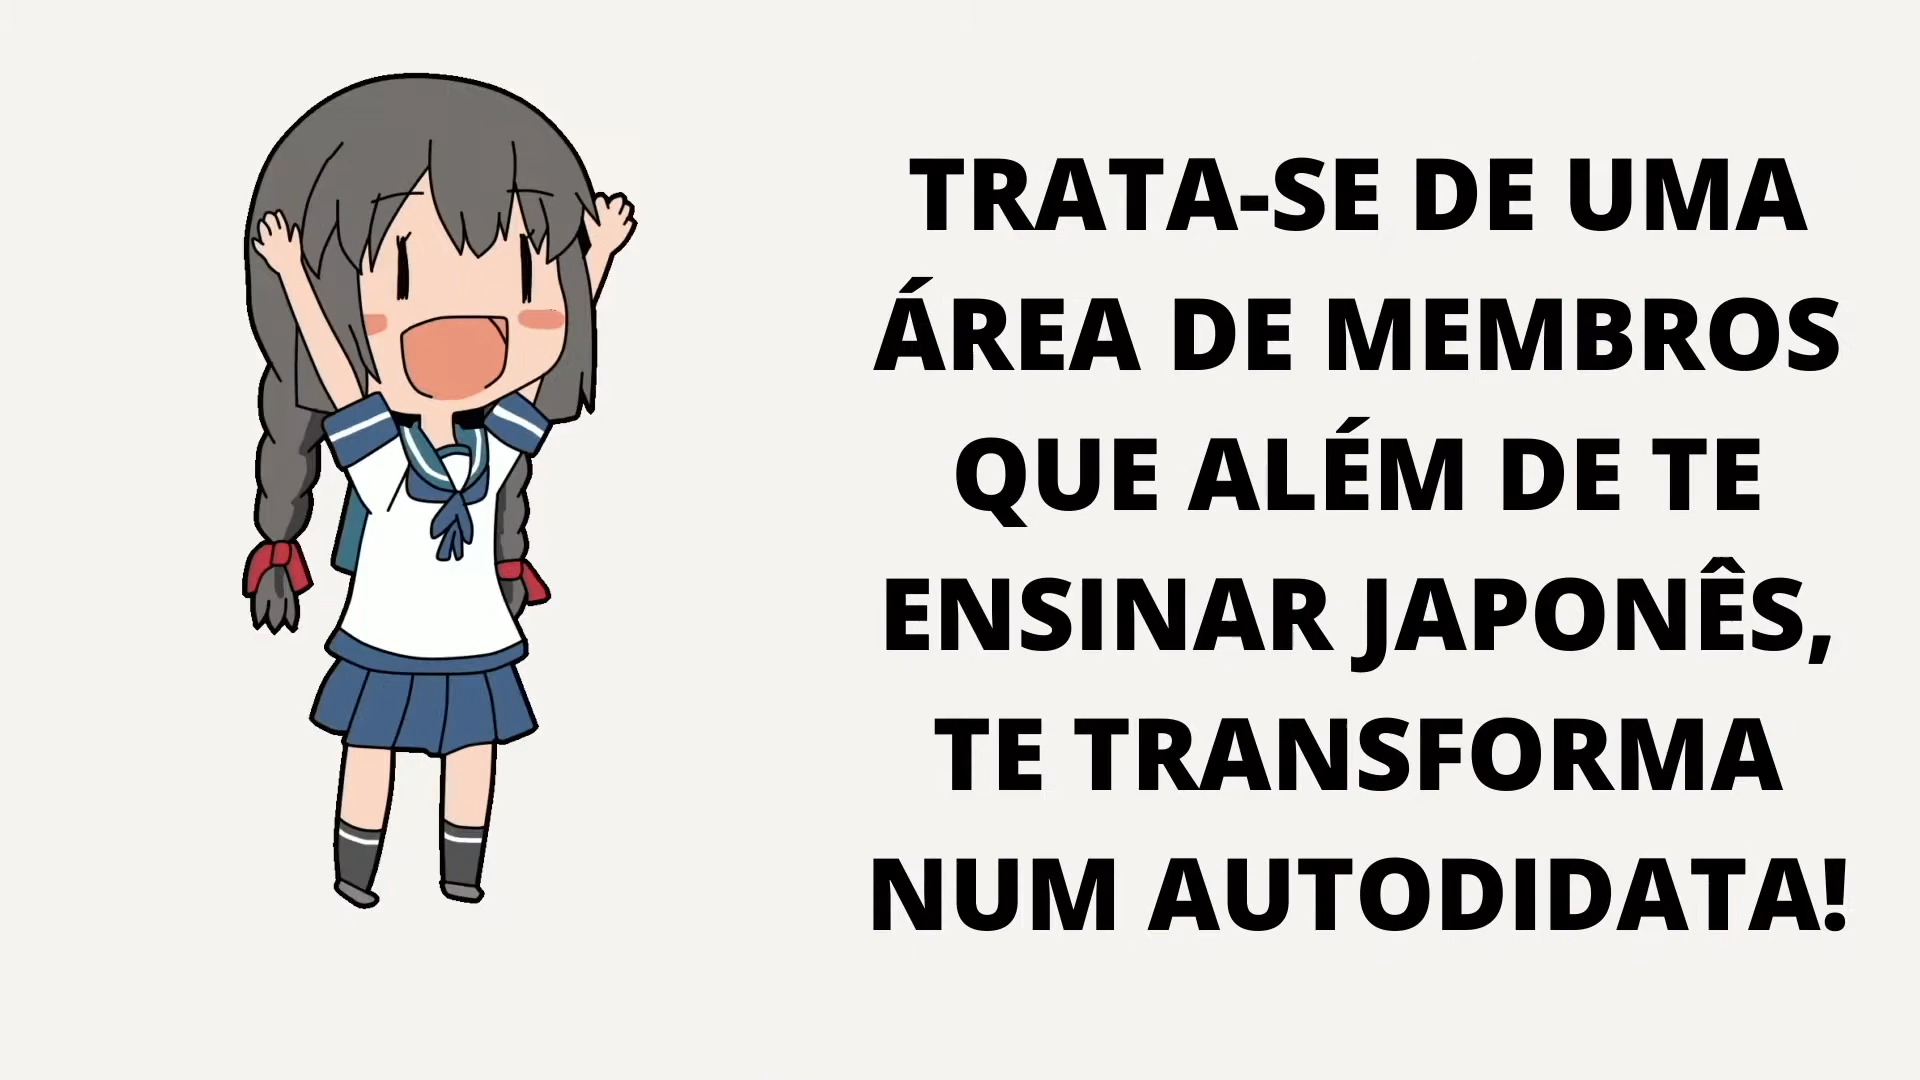 TRATA-SE DE UMA
ÁREA DE MEMBROS
QUE ALÉM DE TE
ENSINAR JAPONÊS,
TE TRANSFORMA
NUM AUTODIDATA!